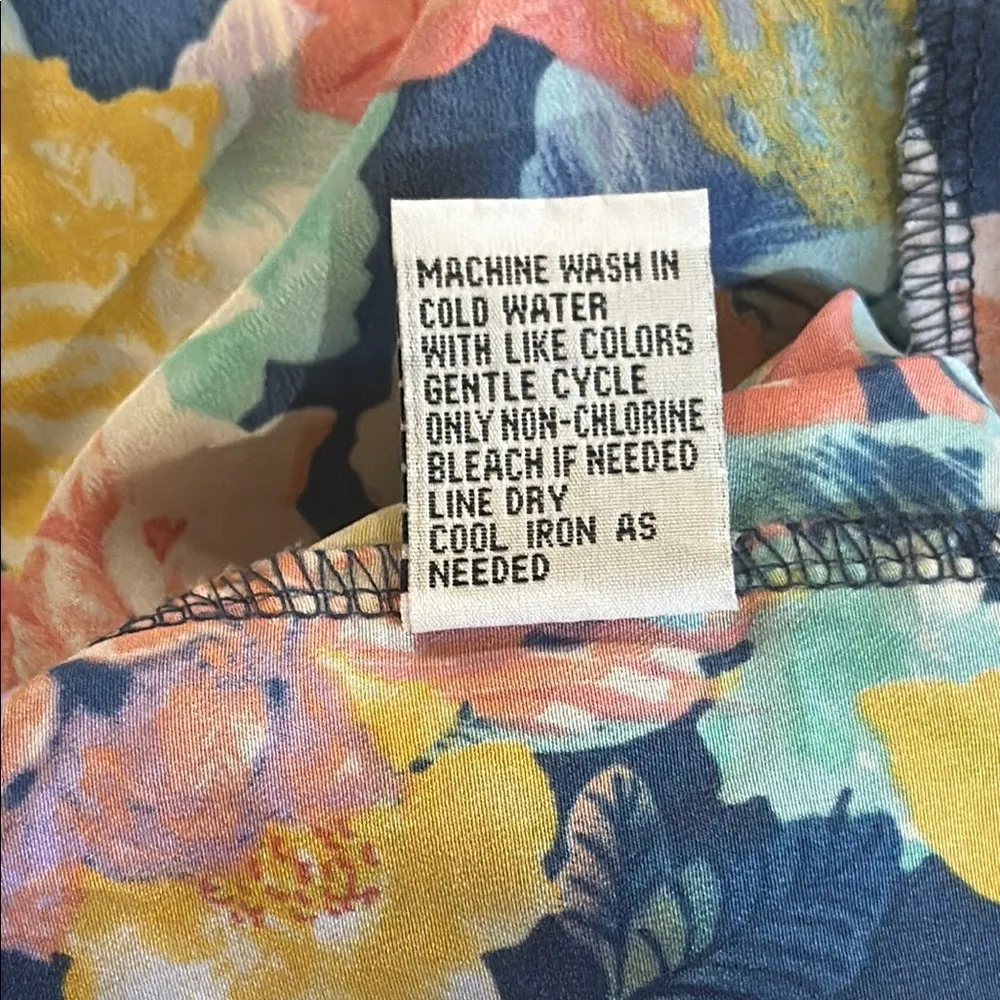 MACHINE WASH IN
COLD WATER
WITH LIKE COLORS
GENTLE CYCLE
ONLY NON-CHLORINE
BLEACH IF NEEDED
LINE DRY
COOL IRON AS
NEEDED